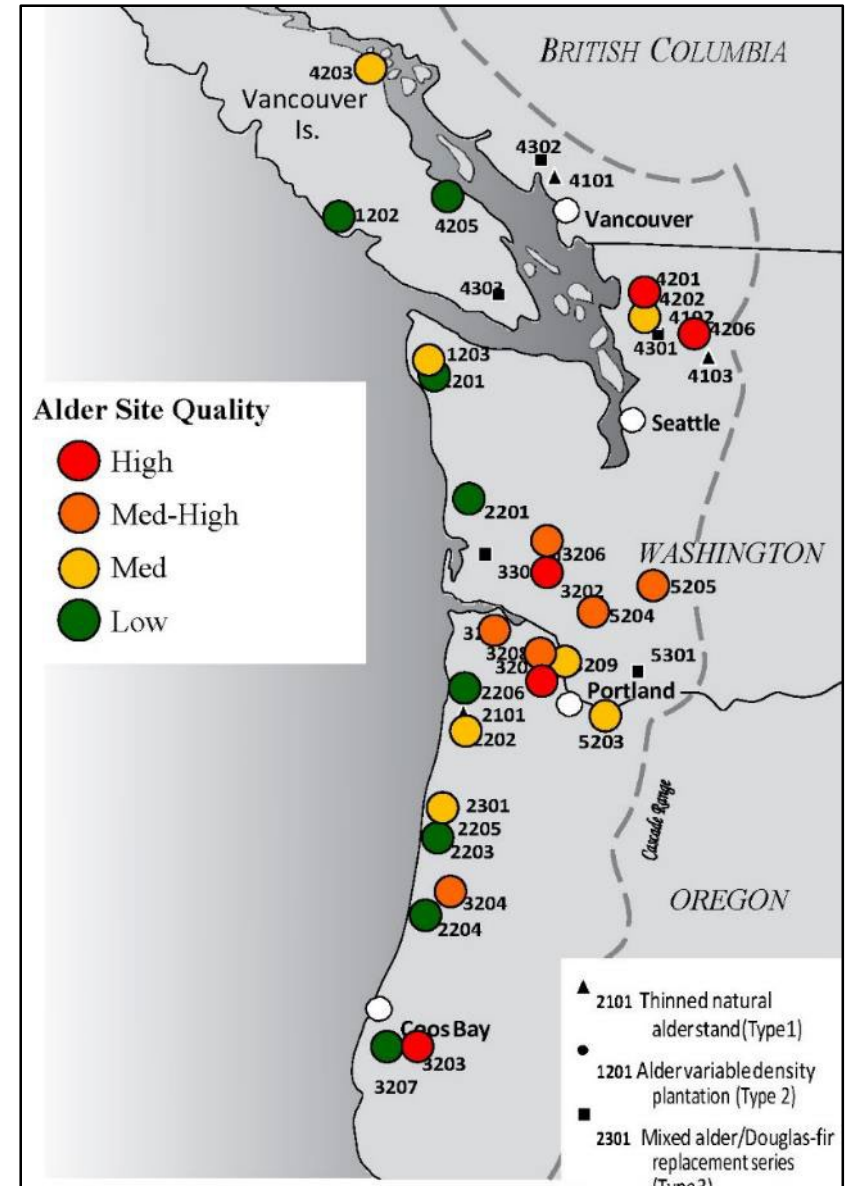 BRITISH COLUMBIA
4203
Vancouver
Is.
4302
4101
1202
4205
Vancouver
4303
4201
4202
4102
4206
4301
4103
1203
Alder Site Quality
High
Med-High
Med
Low
Seattle
2201
3206
WASHINGTON
3202
5205
5204
3208
5301
2206
Portland
2101
5203
2301
2205
2203
Cascade Range
3204
OREGON
2204
Coos Bay
3203
3207
2101 Thinned natural
alder stand (Type 1)
1201 Alder variable density
plantation (Type 2)
2301 Mixed alder/Douglas-fir
replacement series